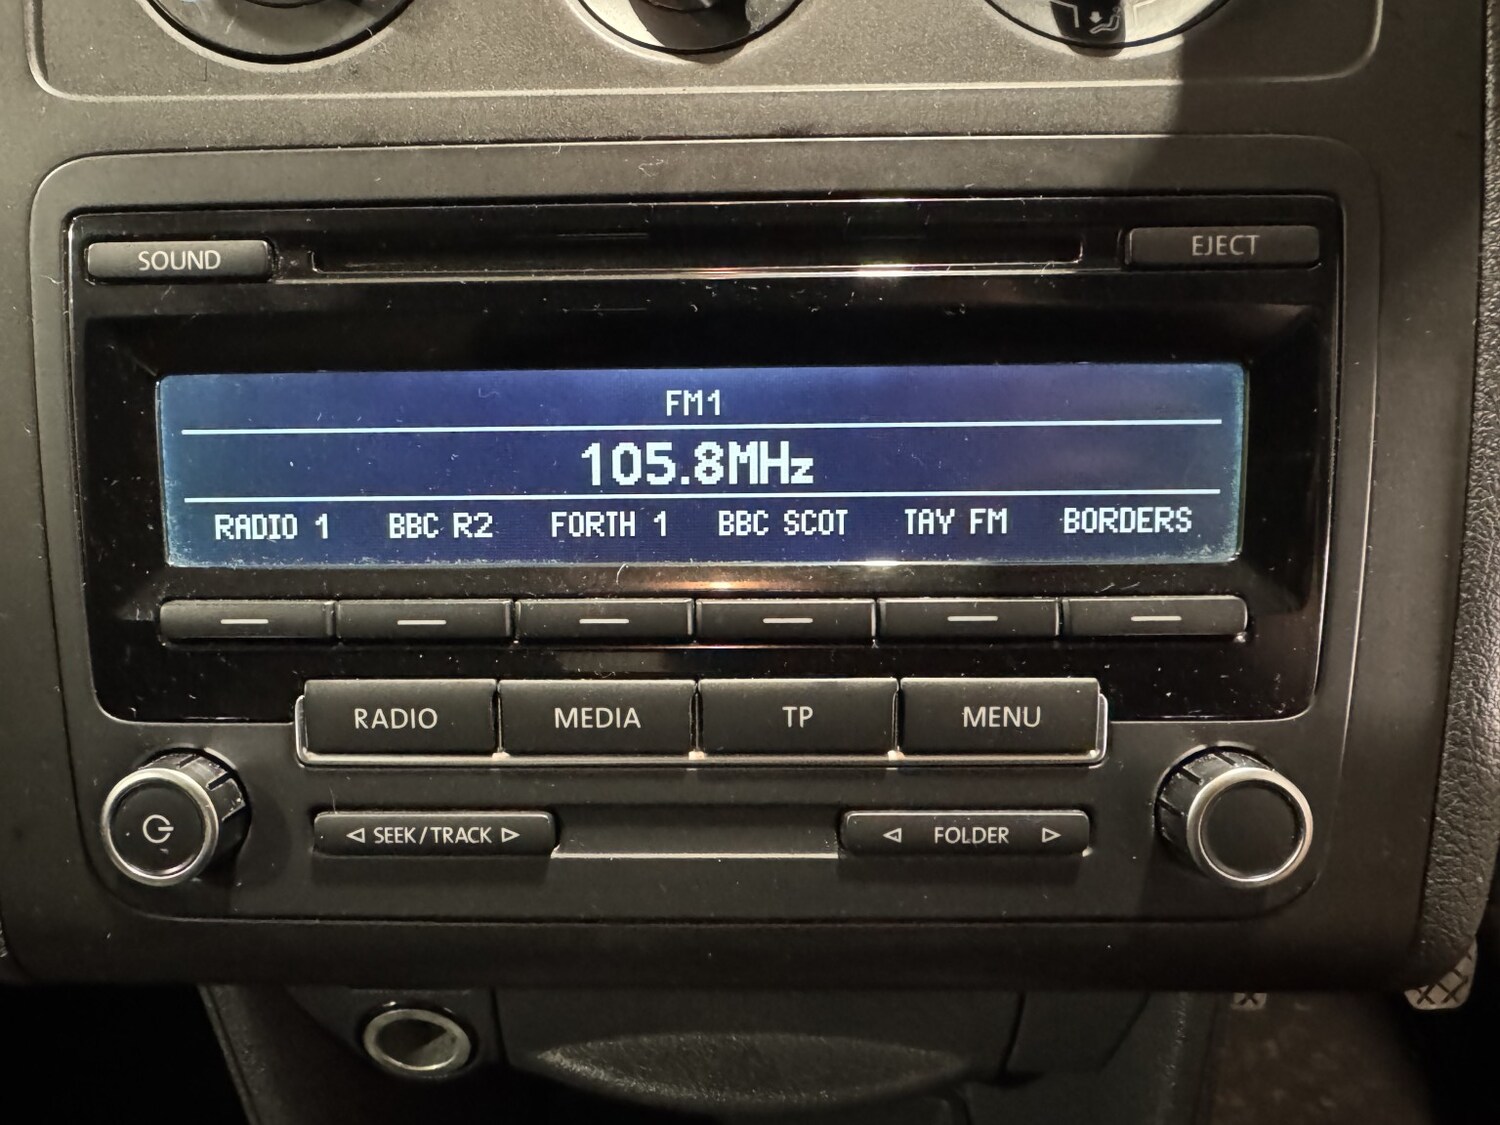 SOUND EJECT
FM1
105.8MHz
RADIO 1 BBC R2 FORTH 1 BBC SCOT TAY FM BORDERS
RADIO MEDIA TP MENU
SEEK/TRACK FOLDER